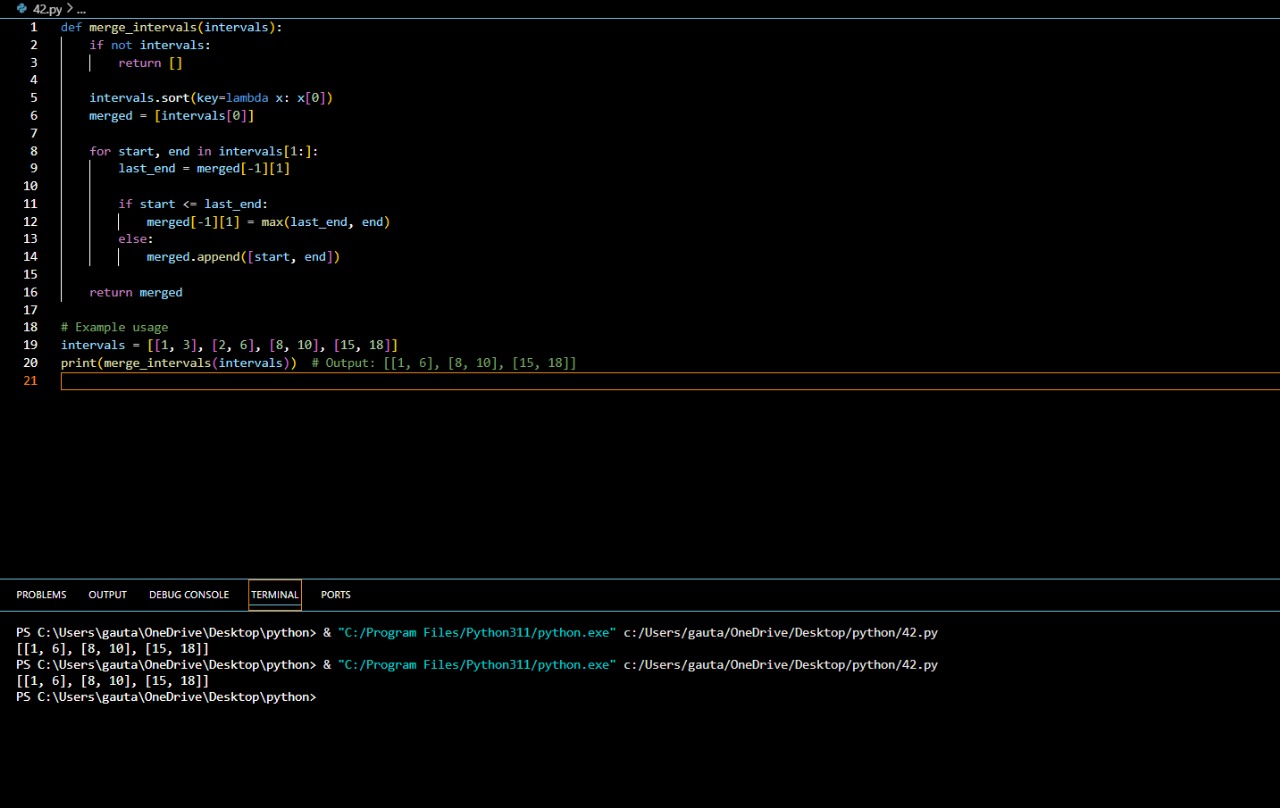 42.py > ...
1 def merge_intervals(intervals):
2     if not intervals:
3         return []
4
5     intervals.sort(key=lambda x: x[0])
6     merged = [intervals[0]]
7
8     for start, end in intervals[1:]:
9         last_end = merged[-1][1]
10
11         if start <= last_end:
12             merged[-1][1] = max(last_end, end)
13         else:
14             merged.append([start, end])
15
16     return merged
17
18 # Example usage
19 intervals = [[1, 3], [2, 6], [8, 10], [15, 18]]
20 print(merge_intervals(intervals))  # Output: [[1, 6], [8, 10], [15, 18]]
21
PROBLEMS OUTPUT DEBUG CONSOLE TERMINAL PORTS
PS C:\Users\gauta\OneDrive\Desktop\python> & "C:/Program Files/Python311/python.exe" c:/Users/gauta/OneDrive/Desktop/python/42.py
[[1, 6], [8, 10], [15, 18]]
PS C:\Users\gauta\OneDrive\Desktop\python> & "C:/Program Files/Python311/python.exe" c:/Users/gauta/OneDrive/Desktop/python/42.py
[[1, 6], [8, 10], [15, 18]]
PS C:\Users\gauta\OneDrive\Desktop\python>